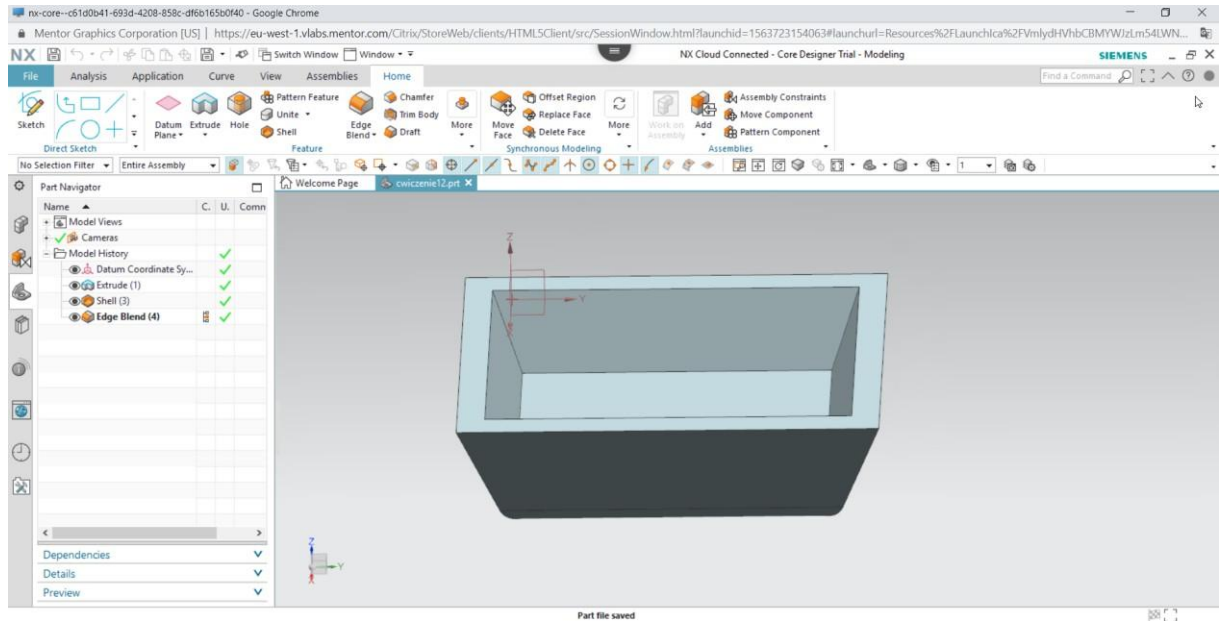 nx-core--c61d0b41-693d-4208-858c-df6b165b0f40 - Google Chrome
Mentor Graphics Corporation [US] | https://eu-west-1.vlabs.mentor.com/Citrix/StoreWeb/clients/HTML5Client/src/SessionWindow.html?launchid=1563723154063#launchurl=Resources%2FLaunchIca%2FVmlydHVhbCBMYWJzLm54LWN...
NX Switch Window Window NX Cloud Connected - Core Designer Trial - Modeling SIEMENS
File Analysis Application Curve View Assemblies Home Find a Command
Pattern Feature Chamfer Offset Region Assembly Constraints
Unite Trim Body Replace Face Move Component
Sketch Datum Plane Extrude Hole Shell Edge Blend Draft More Move Face Delete Face More Work on Assembly Add Pattern Component
Direct Sketch Feature Synchronous Modeling Assemblies
No Selection Filter Entire Assembly 1
Part Navigator Welcome Page cwiczenie12.prt
Name C. U. Comn
Model Views
Cameras
Model History
Datum Coordinate Sy...
Extrude (1)
Shell (3)
Edge Blend (4)
Z
Y
Z
Y
X
Dependencies
Details
Preview
Part file saved